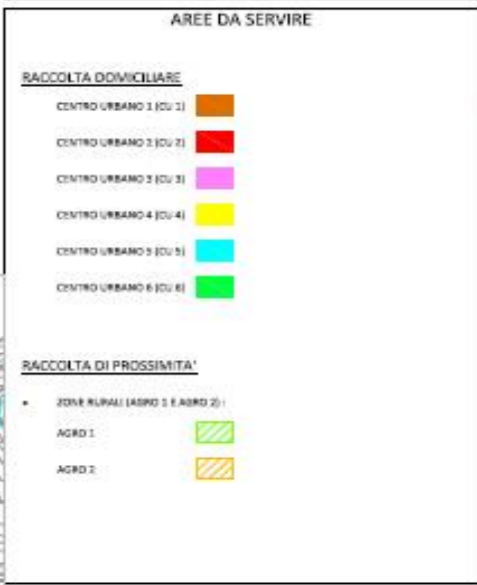 AREE DA SERVIRE
RACCOLTA DOMICILIARE
CENTRO URBANO 1 (CU 1)
CENTRO URBANO 2 (CU 2)
CENTRO URBANO 3 (CU 3)
CENTRO URBANO 4 (CU 4)
CENTRO URBANO 5 (CU 5)
CENTRO URBANO 6 (CU 6)
RACCOLTA DI PROSSIMITA'
• ZONE RURALI (AGRO 1 E AGRO 2) :
AGRO 1
AGRO 2